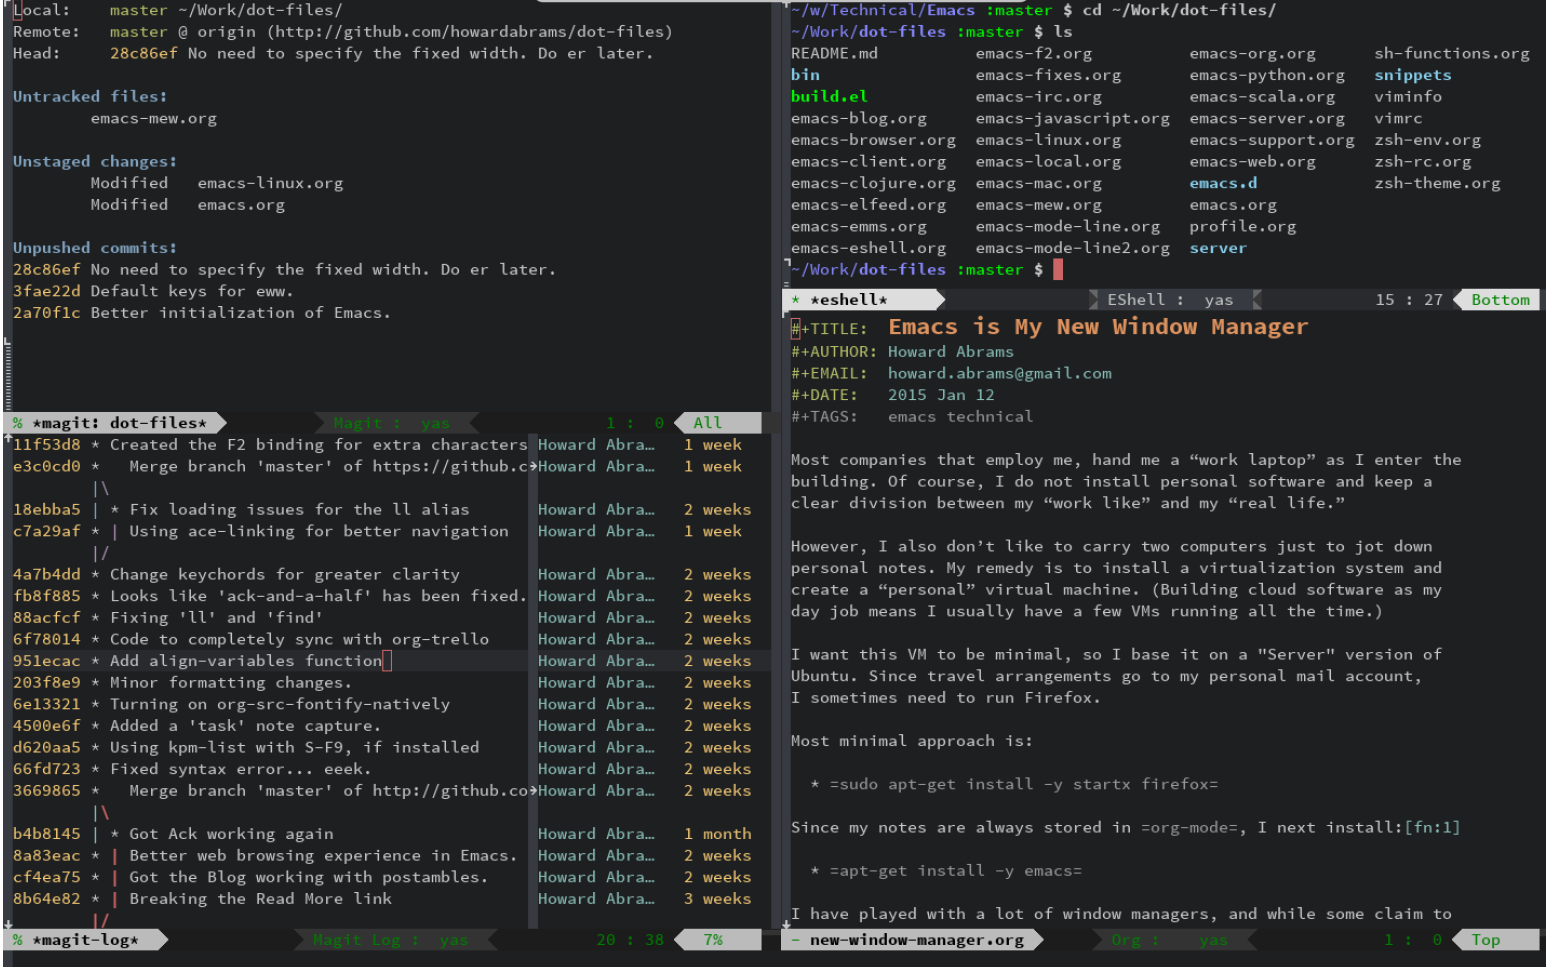 Local:    master ~/Work/dot-files/
Remote:   master @ origin (http://github.com/howardabrams/dot-files)
Head:     28c86ef No need to specify the fixed width. Do er later.
Untracked files:
        emacs-mew.org
Unstaged changes:
        Modified   emacs-linux.org
        Modified   emacs.org
Unpushed commits:
28c86ef No need to specify the fixed width. Do er later.
3fae22d Default keys for eww.
2a70f1c Better initialization of Emacs.
% *magit: dot-files*   Magit :  yas   1 :  0   All
11f53d8 * Created the F2 binding for extra characters Howard Abra…   1 week
e3c0cd0 *   Merge branch 'master' of https://github.c→Howard Abra…   1 week
        |\
18ebba5 | * Fix loading issues for the ll alias       Howard Abra…   2 weeks
c7a29af * | Using ace-linking for better navigation   Howard Abra…   1 week
        |/
4a7b4dd * Change keychords for greater clarity        Howard Abra…   2 weeks
fb8f885 * Looks like 'ack-and-a-half' has been fixed. Howard Abra…   2 weeks
88acfcf * Fixing 'll' and 'find'                      Howard Abra…   2 weeks
6f78014 * Code to completely sync with org-trello     Howard Abra…   2 weeks
951ecac * Add align-variables function                Howard Abra…   2 weeks
203f8e9 * Minor formatting changes.                   Howard Abra…   2 weeks
6e13321 * Turning on org-src-fontify-natively         Howard Abra…   2 weeks
4500e6f * Added a 'task' note capture.                Howard Abra…   2 weeks
d620aa5 * Using kpm-list with S-F9, if installed      Howard Abra…   2 weeks
66fd723 * Fixed syntax error... eeek.                 Howard Abra…   2 weeks
3669865 *   Merge branch 'master' of http://github.co→Howard Abra…   2 weeks
        |\
b4b8145 | * Got Ack working again                     Howard Abra…   1 month
8a83eac * | Better web browsing experience in Emacs.  Howard Abra…   2 weeks
cf4ea75 * | Got the Blog working with postambles.     Howard Abra…   2 weeks
8b64e82 * | Breaking the Read More link               Howard Abra…   3 weeks
        |/
% *magit-log*   Magit Log :  yas   20 : 38   7%
~/w/Technical/Emacs :master $ cd ~/Work/dot-files/
~/Work/dot-files :master $ ls
README.md          emacs-f2.org          emacs-org.org      sh-functions.org
bin                emacs-fixes.org       emacs-python.org   snippets
build.el           emacs-irc.org         emacs-scala.org    viminfo
emacs-blog.org     emacs-javascript.org  emacs-server.org   vimrc
emacs-browser.org  emacs-linux.org       emacs-support.org  zsh-env.org
emacs-client.org   emacs-local.org       emacs-web.org      zsh-rc.org
emacs-clojure.org  emacs-mac.org         emacs.d            zsh-theme.org
emacs-elfeed.org   emacs-mew.org         emacs.org
emacs-emms.org     emacs-mode-line.org   profile.org
emacs-eshell.org   emacs-mode-line2.org  server
~/Work/dot-files :master $
* *eshell*   EShell :  yas   15 : 27   Bottom
#+TITLE:  Emacs is My New Window Manager
#+AUTHOR: Howard Abrams
#+EMAIL:  howard.abrams@gmail.com
#+DATE:   2015 Jan 12
#+TAGS:   emacs technical
Most companies that employ me, hand me a “work laptop” as I enter the
building. Of course, I do not install personal software and keep a
clear division between my “work like” and my “real life.”
However, I also don’t like to carry two computers just to jot down
personal notes. My remedy is to install a virtualization system and
create a “personal” virtual machine. (Building cloud software as my
day job means I usually have a few VMs running all the time.)
I want this VM to be minimal, so I base it on a "Server" version of
Ubuntu. Since travel arrangements go to my personal mail account,
I sometimes need to run Firefox.
Most minimal approach is:
  * =sudo apt-get install -y startx firefox=
Since my notes are always stored in =org-mode=, I next install:[fn:1]
  * =apt-get install -y emacs=
I have played with a lot of window managers, and while some claim to
- new-window-manager.org   Org :   yas   1 :  0   Top